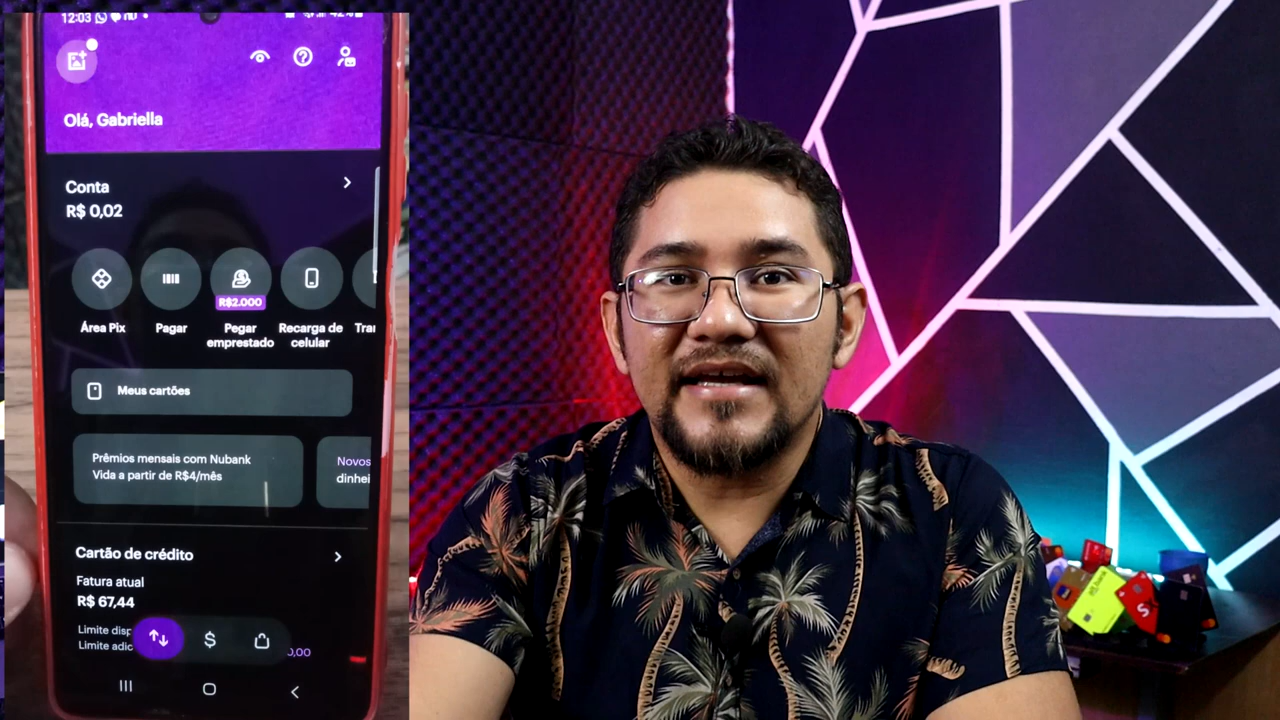 12:03
Olá, Gabriella
Conta
R$ 0,02
R$2.000
Área Pix
Pagar
Pegar
emprestado
Recarga de
celular
Meus cartões
Prêmios mensais com Nubank
Vida a partir de R$4/mês
Novos
Cartão de crédito
Fatura atual
R$ 67,44
Limite
Limite